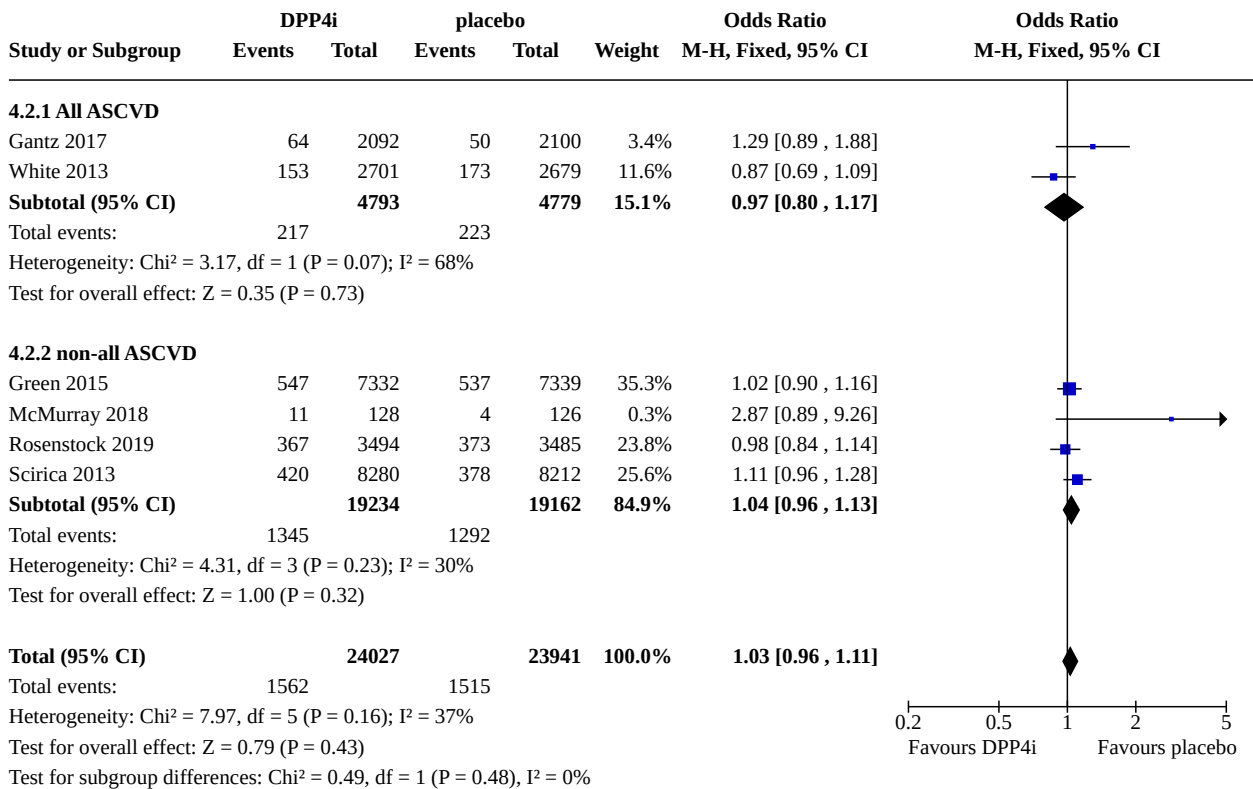 DPP4i placebo Odds Ratio Odds Ratio
Study or Subgroup Events Total Events Total Weight M-H, Fixed, 95% CI M-H, Fixed, 95% CI
4.2.1 All ASCVD
Gantz 2017 64 2092 50 2100 3.4% 1.29 [0.89 , 1.88]
White 2013 153 2701 173 2679 11.6% 0.87 [0.69 , 1.09]
Subtotal (95% CI) 4793 4779 15.1% 0.97 [0.80 , 1.17]
Total events: 217 223
Heterogeneity: Chi² = 3.17, df = 1 (P = 0.07); I² = 68%
Test for overall effect: Z = 0.35 (P = 0.73)
4.2.2 non-all ASCVD
Green 2015 547 7332 537 7339 35.3% 1.02 [0.90 , 1.16]
McMurray 2018 11 128 4 126 0.3% 2.87 [0.89 , 9.26]
Rosenstock 2019 367 3494 373 3485 23.8% 0.98 [0.84 , 1.14]
Scirica 2013 420 8280 378 8212 25.6% 1.11 [0.96 , 1.28]
Subtotal (95% CI) 19234 19162 84.9% 1.04 [0.96 , 1.13]
Total events: 1345 1292
Heterogeneity: Chi² = 4.31, df = 3 (P = 0.23); I² = 30%
Test for overall effect: Z = 1.00 (P = 0.32)
Total (95% CI) 24027 23941 100.0% 1.03 [0.96 , 1.11]
Total events: 1562 1515
Heterogeneity: Chi² = 7.97, df = 5 (P = 0.16); I² = 37%
Test for overall effect: Z = 0.79 (P = 0.43)
Test for subgroup differences: Chi² = 0.49, df = 1 (P = 0.48), I² = 0%
0.2 0.5 1 2 5
Favours DPP4i Favours placebo